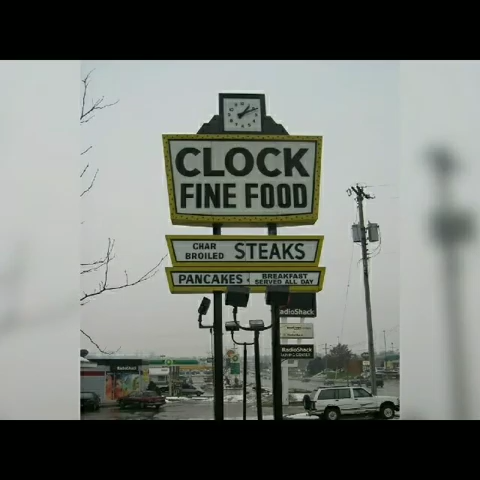 CLOCK
FINE FOOD
CHAR
BROILED
STEAKS
PANCAKES
BREAKFAST
SERVED ALL DAY
RadioShack
RadioShack